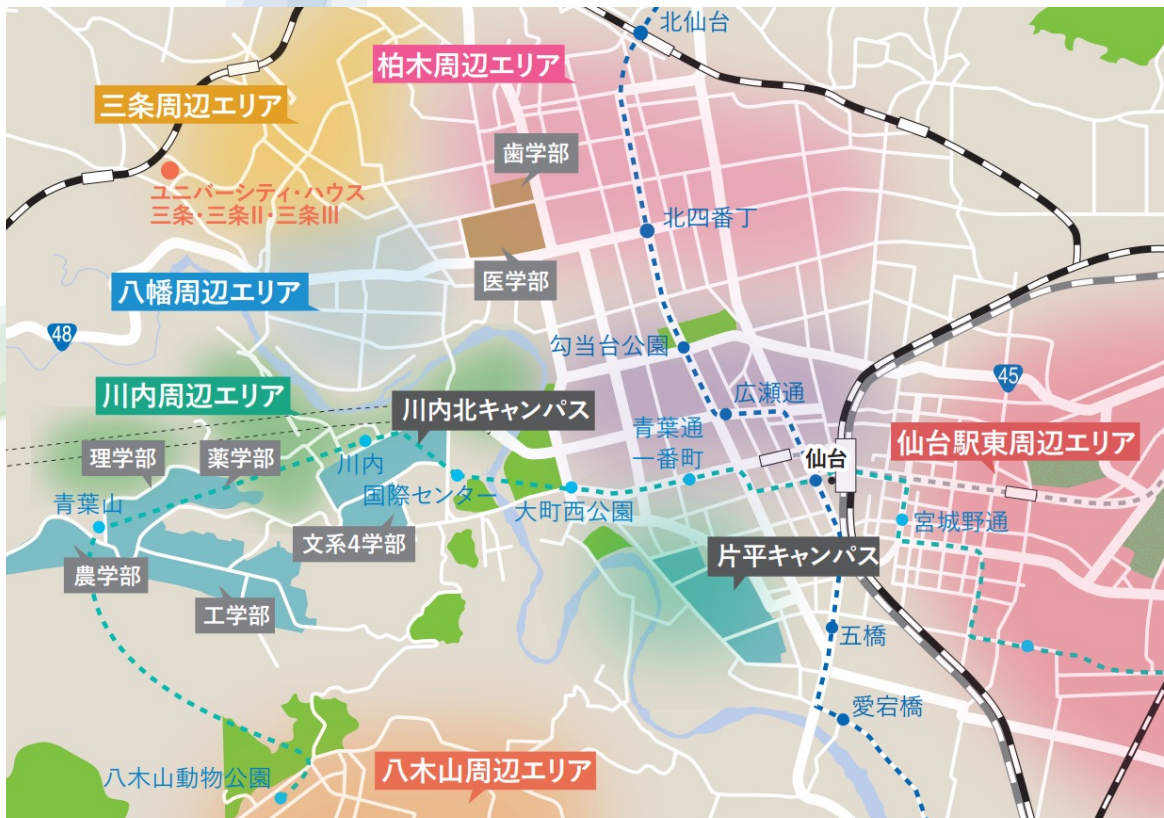 北仙台
柏木周辺エリア
三条周辺エリア
歯学部
ユニバーシティ・ハウス
三条・三条II・三条III
北四番丁
医学部
八幡周辺エリア
48
勾当台公園
45
川内周辺エリア
川内北キャンパス
広瀬通
青葉通
一番町
仙台駅東周辺エリア
理学部
薬学部
川内
仙台
国際センター
青葉山
大町西公園
宮城野通
文系4学部
片平キャンパス
農学部
工学部
五橋
愛宕橋
八木山周辺エリア
八木山動物公園